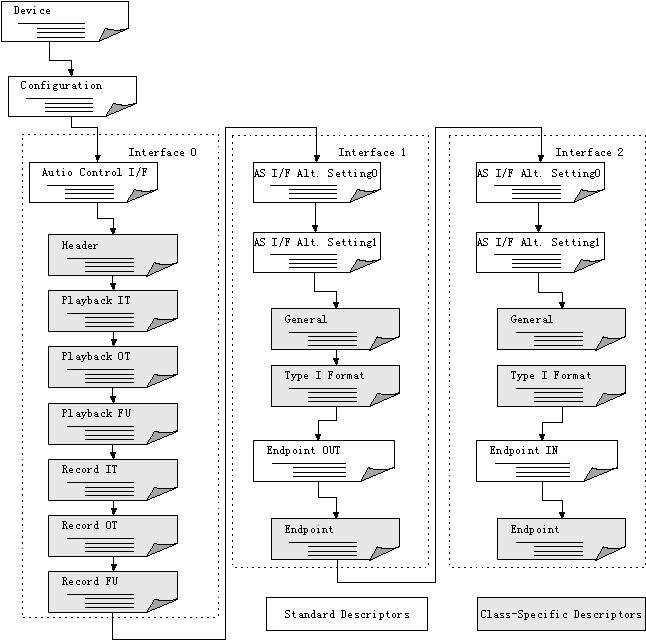 Device
Configuration
Interface 0
Autio Control I/F
Header
Playback IT
Playback OT
Playback FU
Record IT
Record OT
Record FU
Interface 1
AS I/F Alt. Setting0
AS I/F Alt. Setting1
General
Type I Format
Endpoint OUT
Endpoint
Interface 2
AS I/F Alt. Setting0
AS I/F Alt. Setting1
General
Type I Format
Endpoint IN
Endpoint
Standard Descriptors
Class-Specific Descriptors